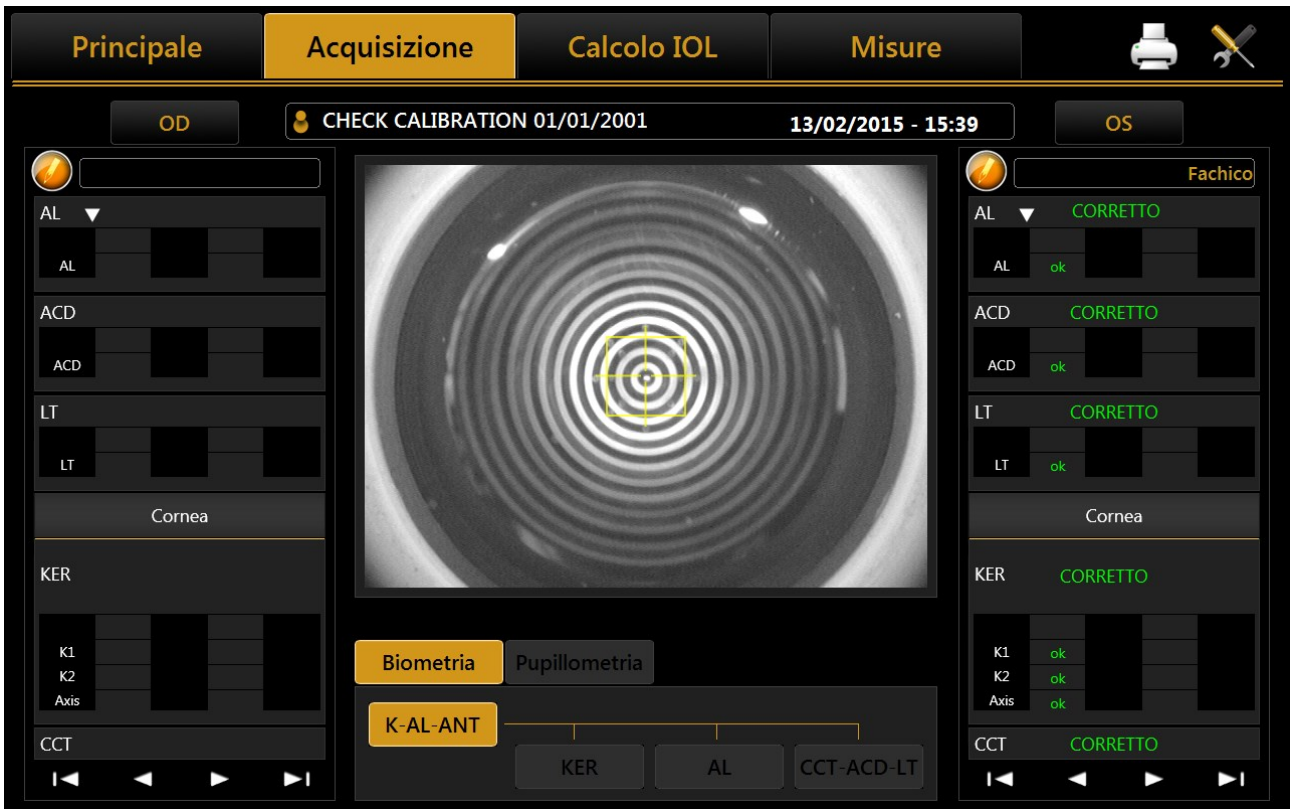 Principale Acquisizione Calcolo IOL Misure
OD CHECK CALIBRATION 01/01/2001 13/02/2015 - 15:39 OS
AL
AL
ACD
ACD
LT
LT
Cornea
KER
K1
K2
Axis
CCT
Biometria Pupillometria
K-AL-ANT
KER AL CCT-ACD-LT
Fachico
AL CORRETTO
AL ok
ACD CORRETTO
ACD ok
LT CORRETTO
LT ok
Cornea
KER CORRETTO
K1 ok
K2 ok
Axis ok
CCT CORRETTO